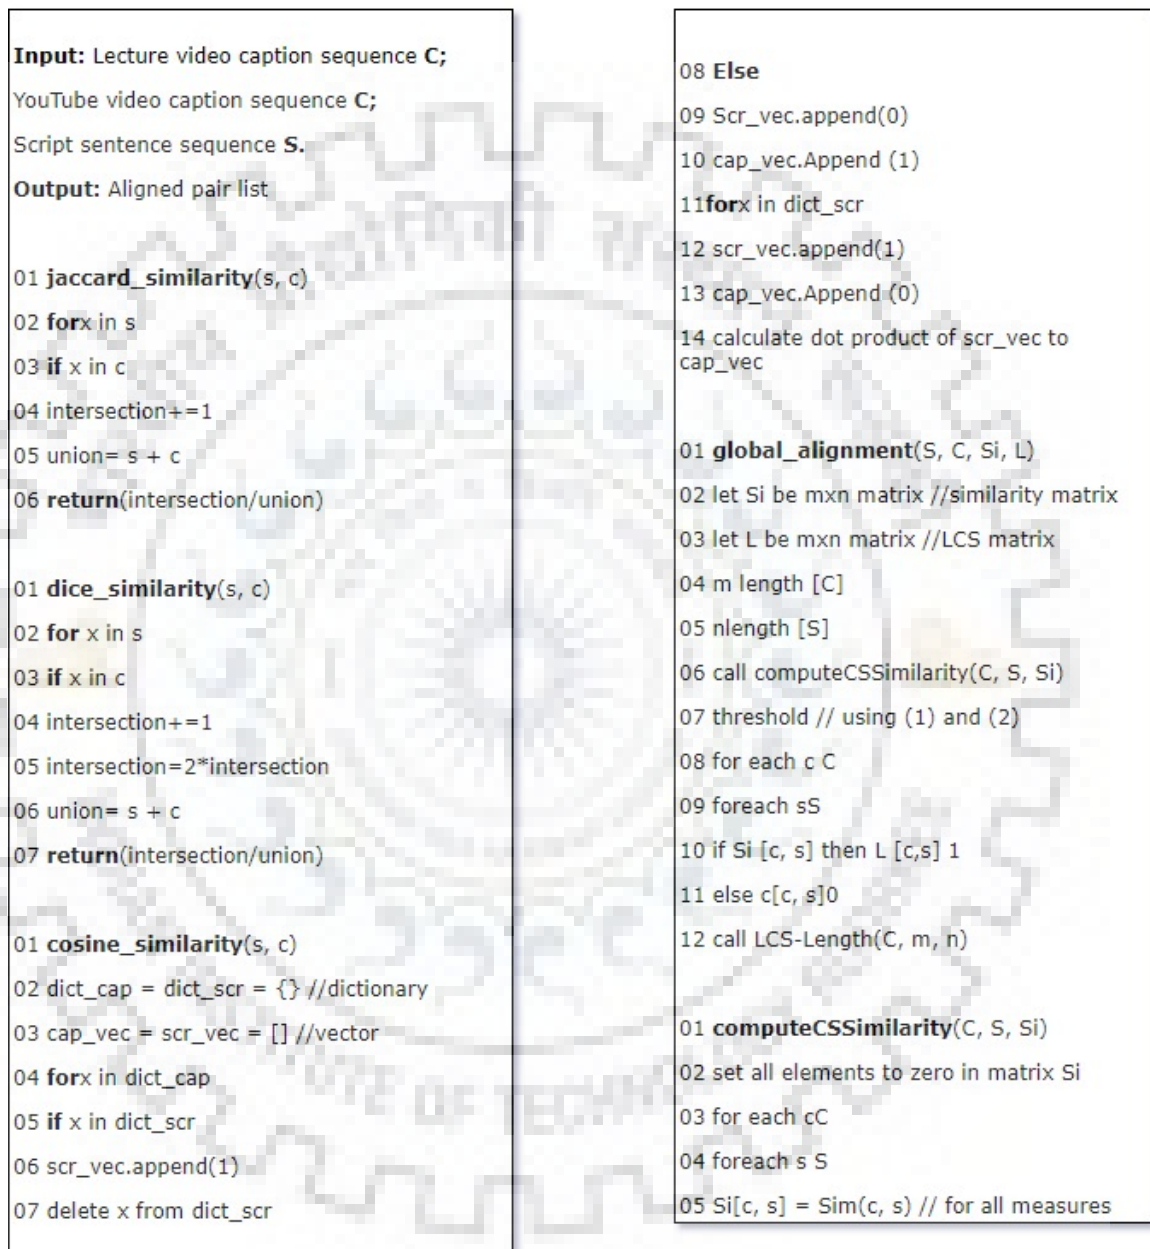 Input: Lecture video caption sequence C;
YouTube video caption sequence C;
Script sentence sequence S.
Output: Aligned pair list
01 jaccard_similarity(s, c)
02 forx in s
03 if x in c
04 intersection+=1
05 union= s + c
06 return(intersection/union)
01 dice_similarity(s, c)
02 for x in s
03 if x in c
04 intersection+=1
05 intersection=2*intersection
06 union= s + c
07 return(intersection/union)
01 cosine_similarity(s, c)
02 dict_cap = dict_scr = {} //dictionary
03 cap_vec = scr_vec = [] //vector
04 forx in dict_cap
05 if x in dict_scr
06 scr_vec.append(1)
07 delete x from dict_scr
08 Else
09 Scr_vec.append(0)
10 cap_vec.Append (1)
11forx in dict_scr
12 scr_vec.append(1)
13 cap_vec.Append (0)
14 calculate dot product of scr_vec to
cap_vec
01 global_alignment(S, C, Si, L)
02 let Si be mxn matrix //similarity matrix
03 let L be mxn matrix //LCS matrix
04 m length [C]
05 nlength [S]
06 call computeCSSimilarity(C, S, Si)
07 threshold // using (1) and (2)
08 for each c C
09 foreach sS
10 if Si [c, s] then L [c,s] 1
11 else c[c, s]0
12 call LCS-Length(C, m, n)
01 computeCSSimilarity(C, S, Si)
02 set all elements to zero in matrix Si
03 for each cC
04 foreach s S
05 Si[c, s] = Sim(c, s) // for all measures